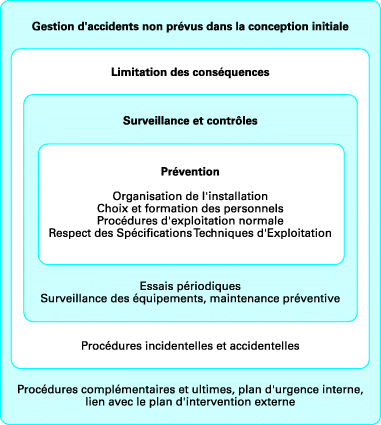 Gestion d'accidents non prévus dans la conception initiale
Limitation des conséquences
Surveillance et contrôles
Prévention
Organisation de l'installation
Choix et formation des personnels
Procédures d'exploitation normale
Respect des Spécifications Techniques d'Exploitation
Essais périodiques
Surveillance des équipements, maintenance préventive
Procédures incidentelles et accidentelles
Procédures complémentaires et ultimes, plan d'urgence interne,
lien avec le plan d'intervention externe